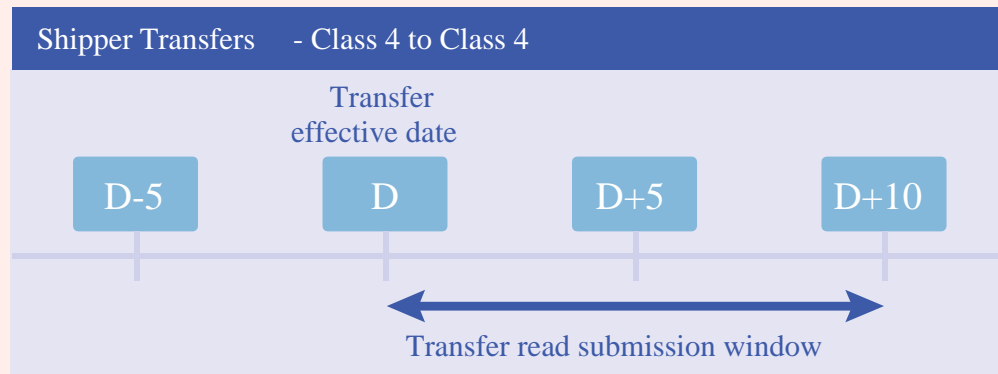 Shipper Transfers - Class 4 to Class 4
Transfer
effective date
D-5 D D+5 D+10
Transfer read submission window